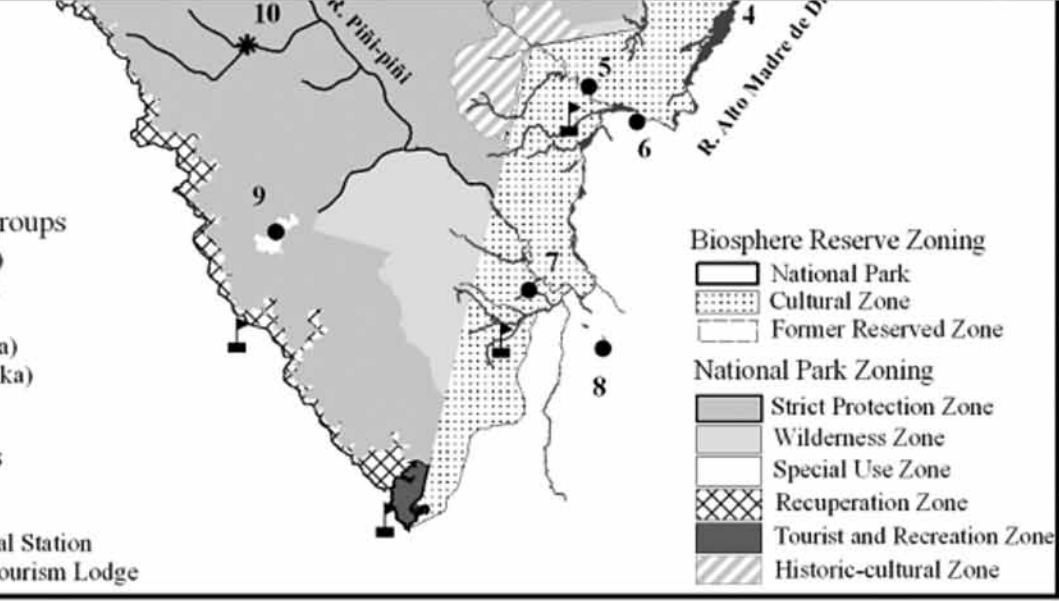 10
R. Piñi-piñi
4
R. Alto Madre de Di
5
6
9
7
8
roups
)
a)
ka)
s
al Station
ourism Lodge
Biosphere Reserve Zoning
National Park
Cultural Zone
Former Reserved Zone
National Park Zoning
Strict Protection Zone
Wilderness Zone
Special Use Zone
Recuperation Zone
Tourist and Recreation Zone
Historic-cultural Zone